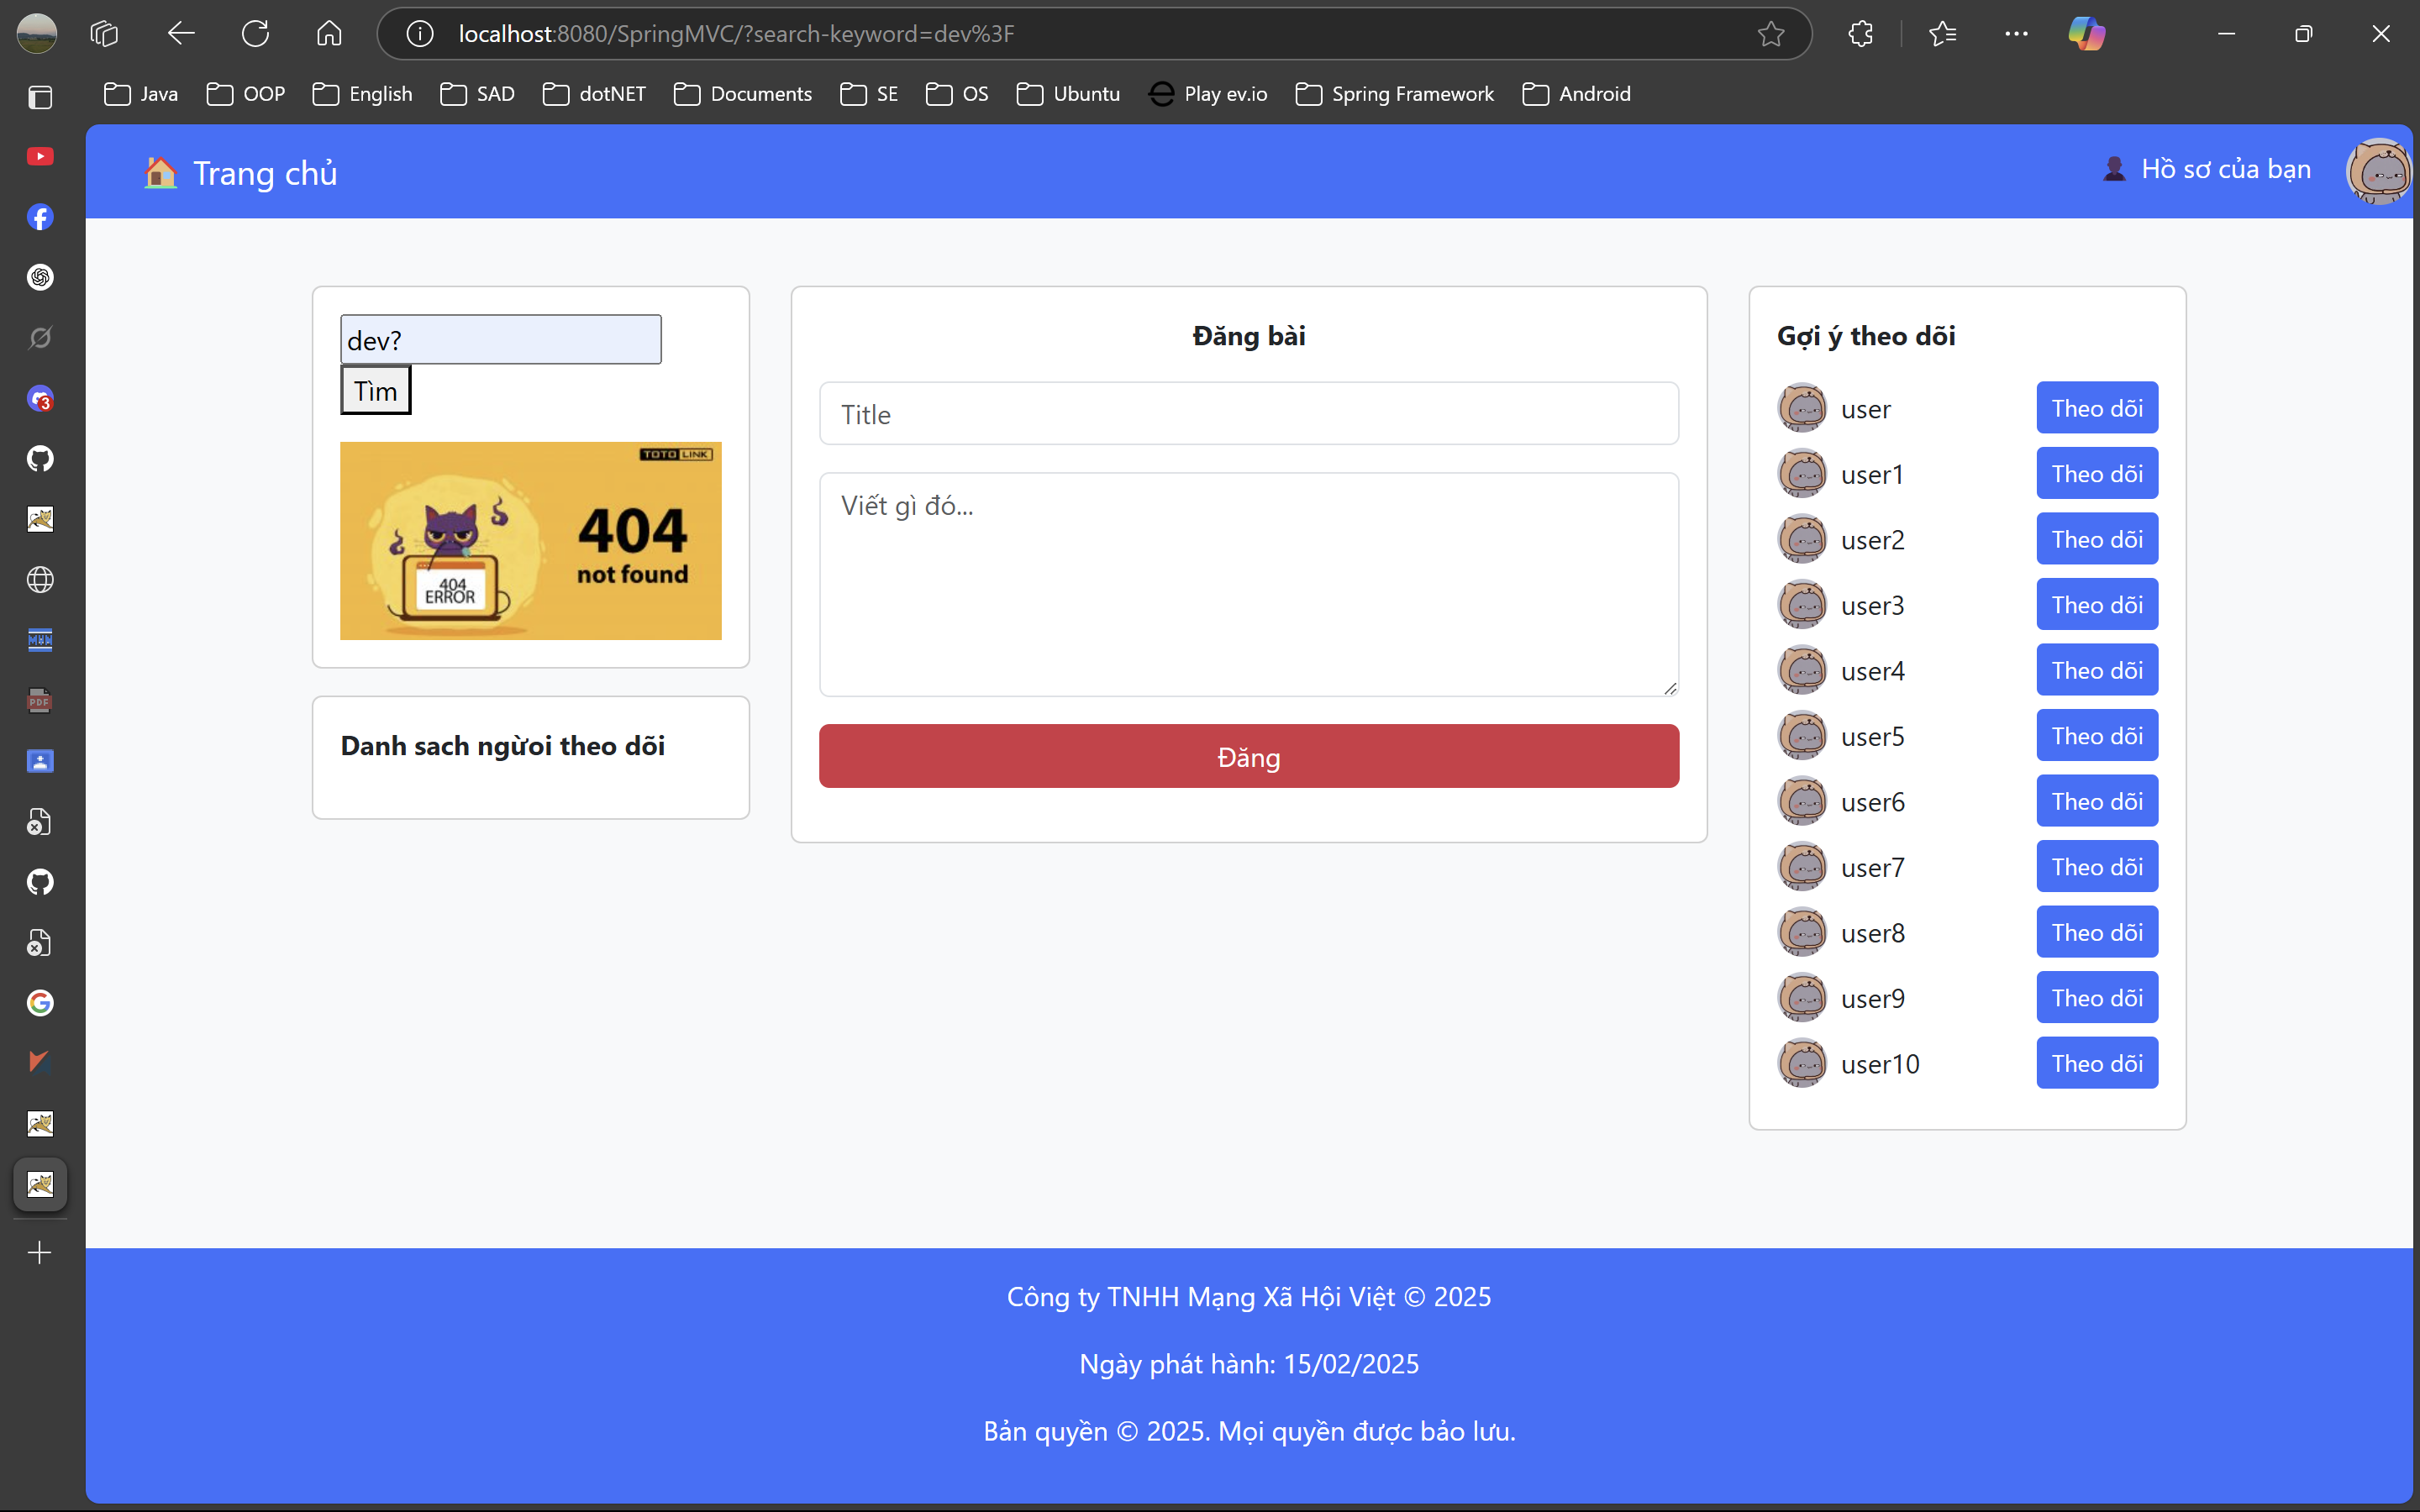 localhost:8080/SpringMVC/?search-keyword=dev%3F
Java OOP English SAD dotNET Documents SE OS Ubuntu Play ev.io Spring Framework Android
Trang chủ
Hồ sơ của bạn
dev?
Tìm
TOTO LINK
404
not found
404
ERROR
Danh sach ngừoi theo dõi
Đăng bài
Title
Viết gì đó...
Đăng
Gợi ý theo dõi
user Theo dõi
user1 Theo dõi
user2 Theo dõi
user3 Theo dõi
user4 Theo dõi
user5 Theo dõi
user6 Theo dõi
user7 Theo dõi
user8 Theo dõi
user9 Theo dõi
user10 Theo dõi
3
PDF
Công ty TNHH Mạng Xã Hội Việt © 2025
Ngày phát hành: 15/02/2025
Bản quyền © 2025. Mọi quyền được bảo lưu.